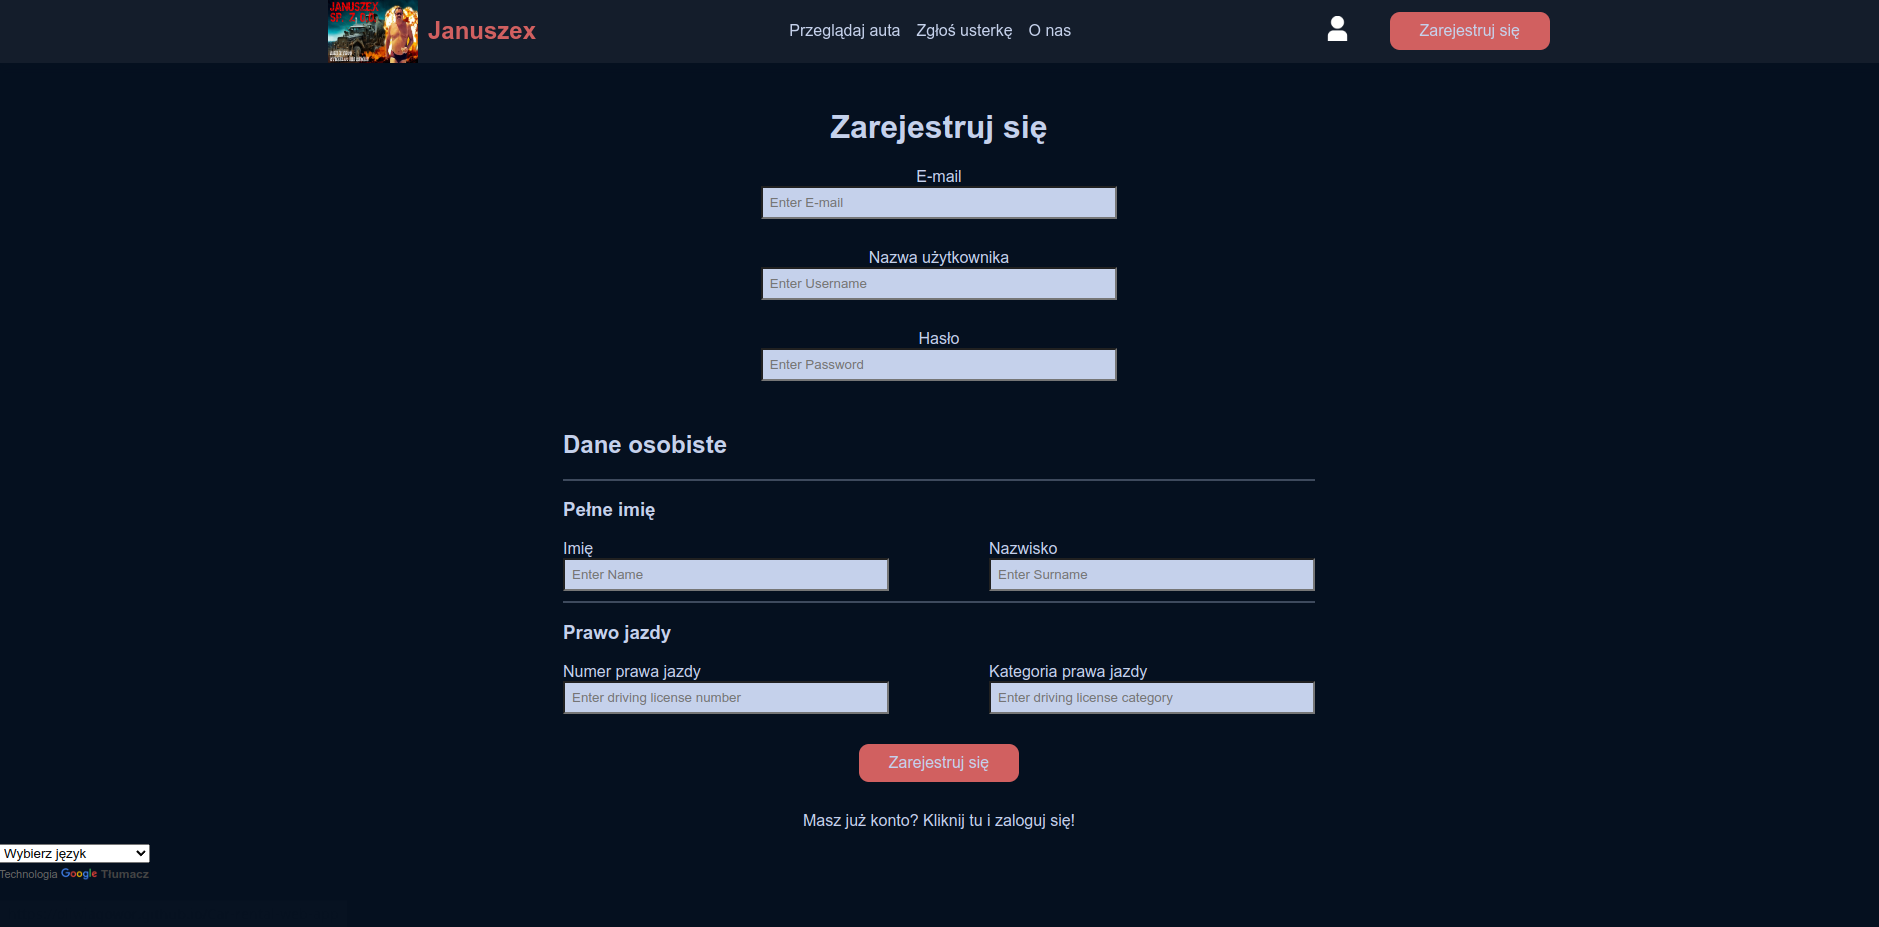 JANUSZEX
SP. Z O.O.
Januszex
Przeglądaj auta
Zgłoś usterkę
O nas
Zarejestruj się
Zarejestruj się
E-mail
Enter E-mail
Nazwa użytkownika
Enter Username
Hasło
Enter Password
Dane osobiste
Pełne imię
Imię
Nazwisko
Enter Name
Enter Surname
Prawo jazdy
Numer prawa jazdy
Kategoria prawa jazdy
Enter driving license number
Enter driving license category
Zarejestruj się
Masz już konto? Kliknij tu i zaloguj się!
Wybierz język
Technologia Google Tłumacz